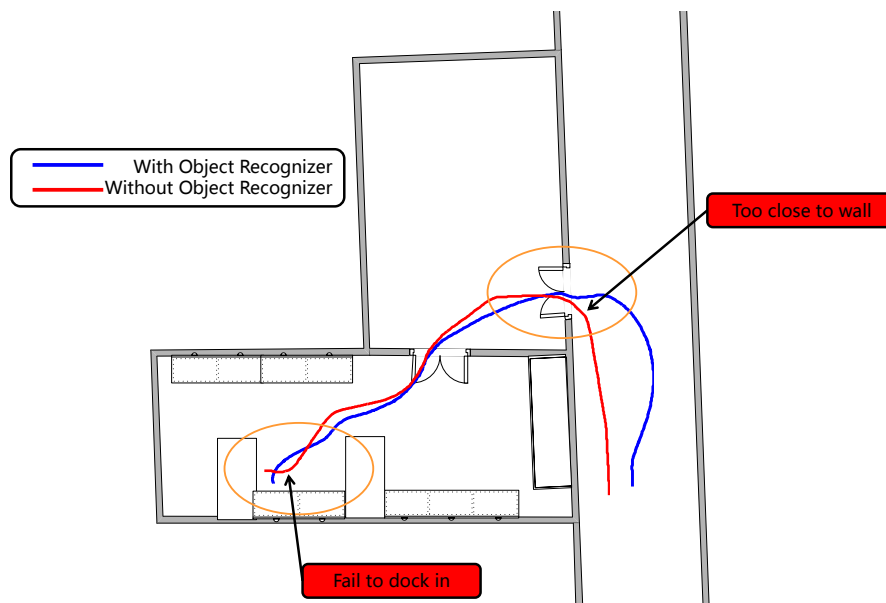 With Object Recognizer
Without Object Recognizer
Too close to wall
Fail to dock in